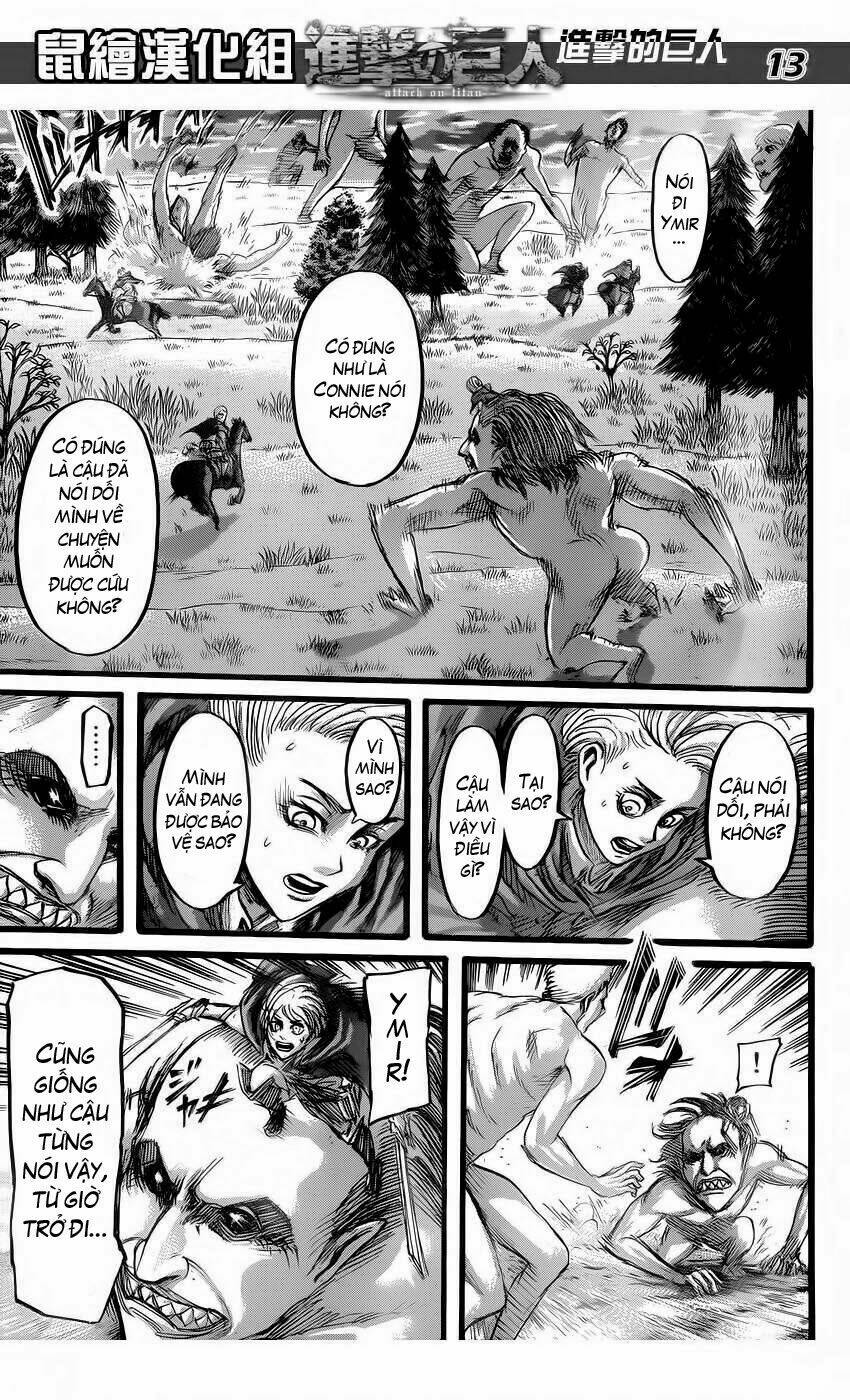 鼠繪漢化組
進撃の巨人
attack on titan
進擊的巨人
13
NÓI
ĐI
YMIR
...
CÓ ĐÚNG
NHƯ LÀ
CONNIE NÓI
KHÔNG?
CÓ ĐÚNG
LÀ CẬU ĐÃ
NÓI DỐI
MÌNH VỀ
CHUYỆN
MUỐN
ĐƯỢC CỨU
KHÔNG?
CẬU NÓI
DỐI, PHẢI
KHÔNG?
TẠI
SAO?
CẬU
LÀM
VẬY VÌ
ĐIỀU
GÌ?
VÌ
MÌNH
SAO?
MÌNH
VẪN ĐANG
ĐƯỢC BẢO
VỆ SAO?
......
!
YMIR!
CŨNG
GIỐNG
NHƯ CẬU
TỪNG
NÓI VẬY,
TỪ GIỜ
TRỞ ĐI...